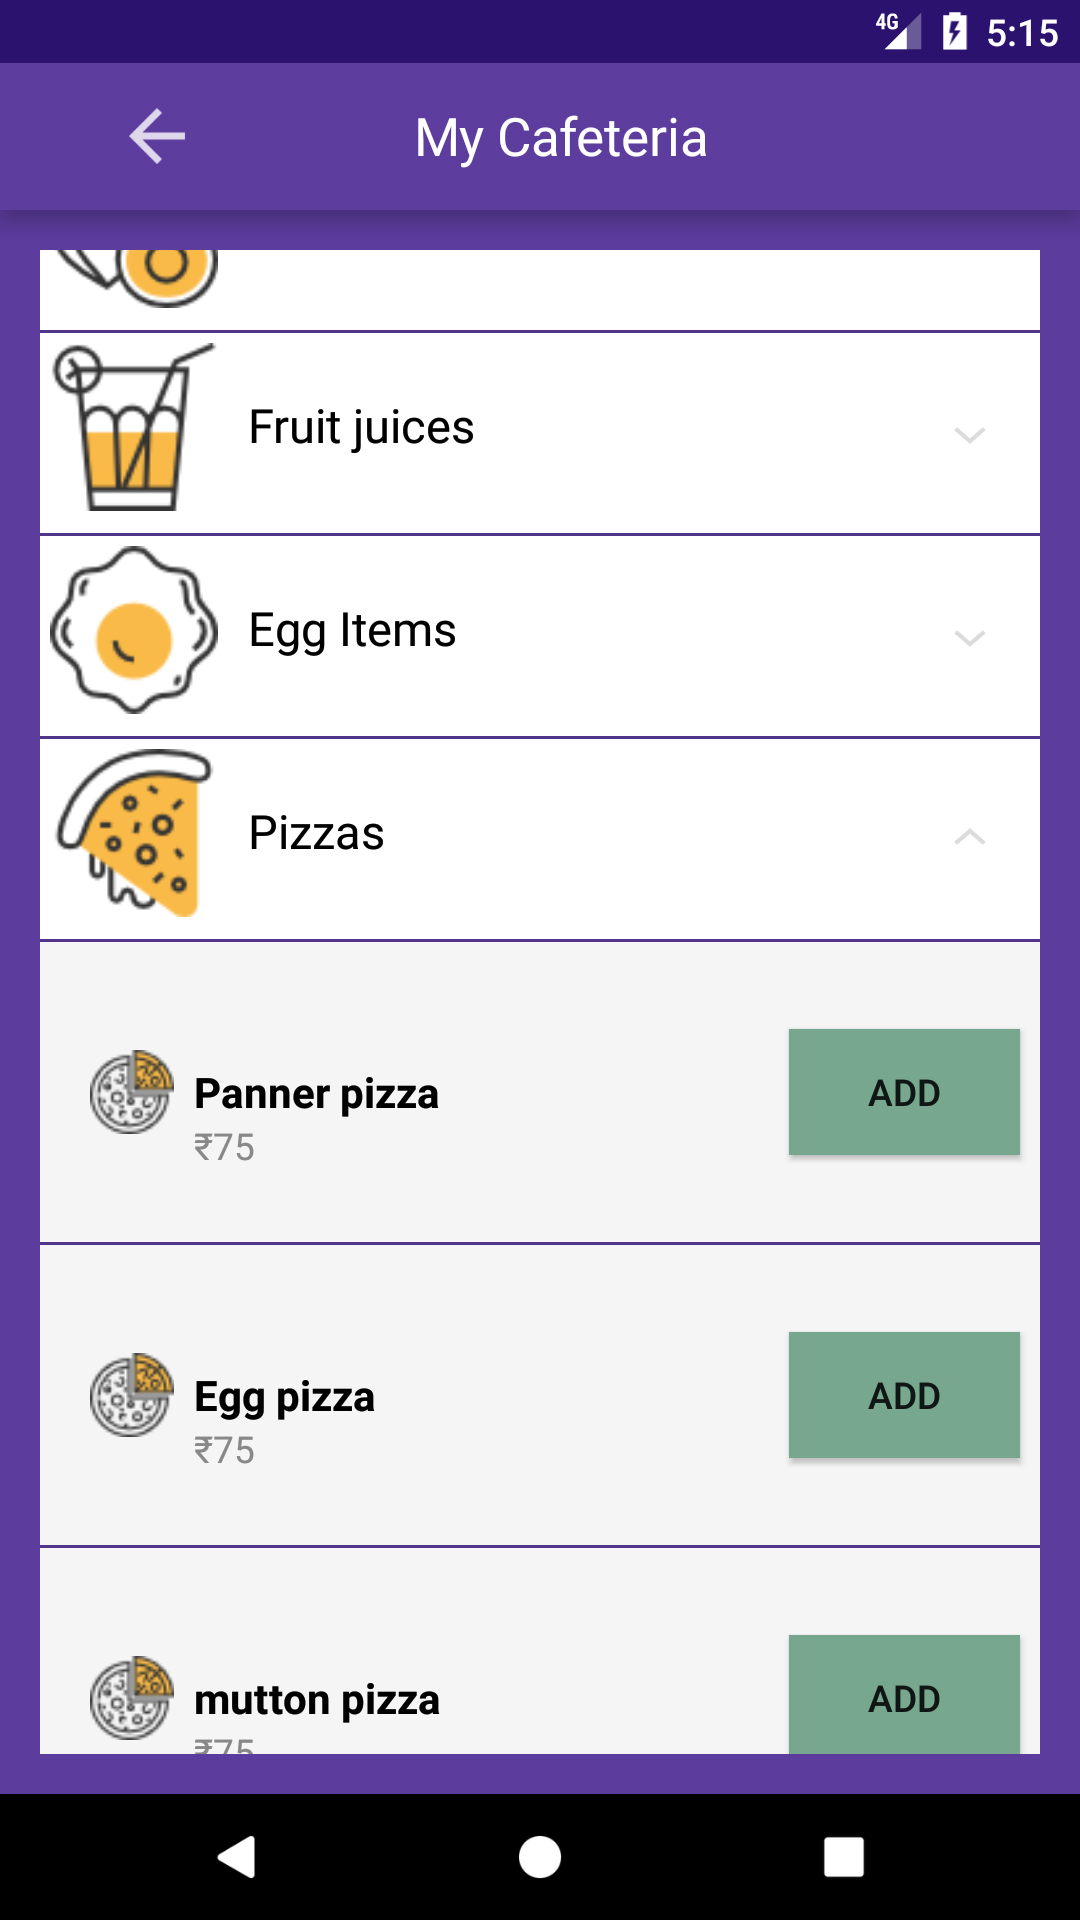 4G 5:15
My Cafeteria
Fruit juices
Egg Items
Pizzas
Panner pizza
₹75
ADD
Egg pizza
₹75
ADD
mutton pizza
₹75
ADD